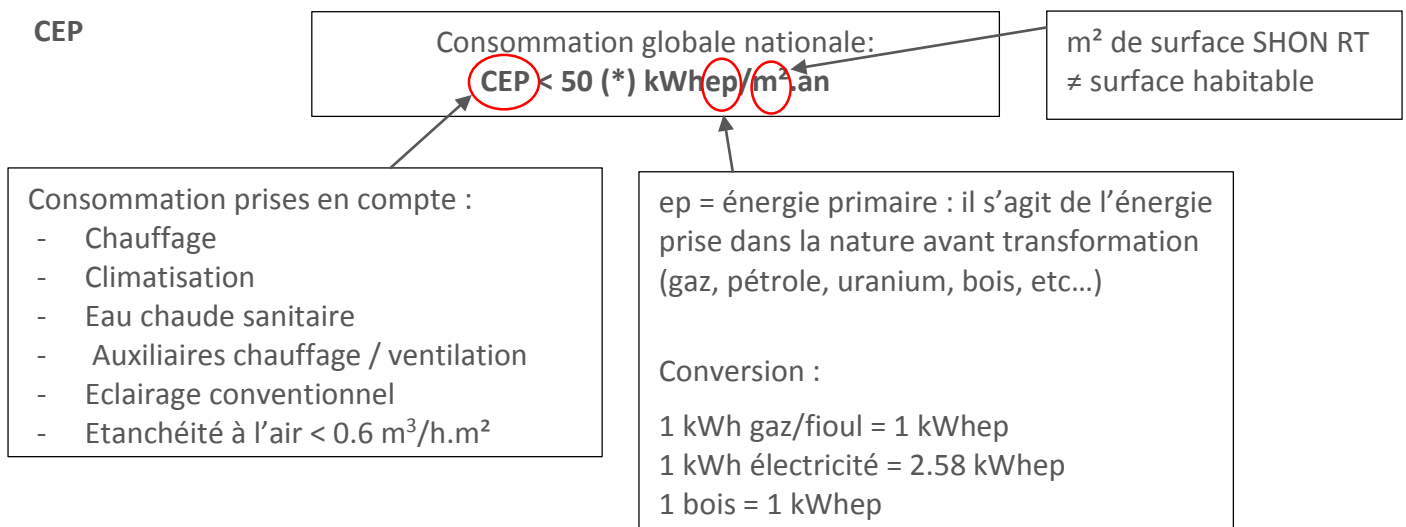 CEP
Consommation globale nationale:
CEP < 50 (*) kWhep/m².an
m² de surface SHON RT
≠ surface habitable
Consommation prises en compte :
- Chauffage
- Climatisation
- Eau chaude sanitaire
- Auxiliaires chauffage / ventilation
- Eclairage conventionnel
- Etanchéité à l’air < 0.6 m³/h.m²
ep = énergie primaire : il s’agit de l’énergie
prise dans la nature avant transformation
(gaz, pétrole, uranium, bois, etc…)
Conversion :
1 kWh gaz/fioul = 1 kWhep
1 kWh électricité = 2.58 kWhep
1 bois = 1 kWhep